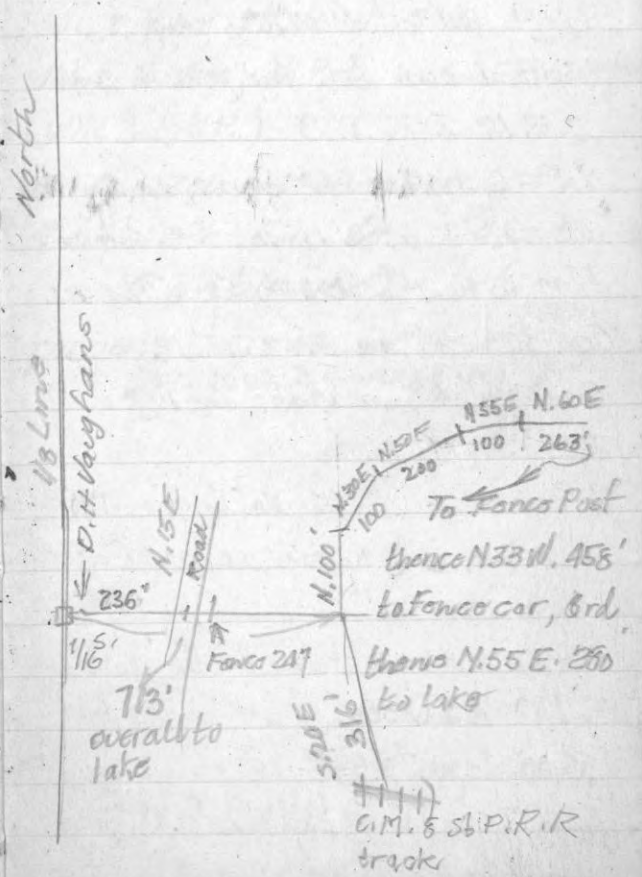 North
1/8 Line
D.H Vaughans
236"
1/16 S.
N.15E
Road
Fence 247
713'
overall to
lake
N.100'
N.30E
100
N.50E
200
N55E
100
N.60E
263'
To Fence Post
thence N33W. 458'
to Fence cor,
thence N.55E. 280
to lake
S.20E
316'
C.M. & St P.R.R
track